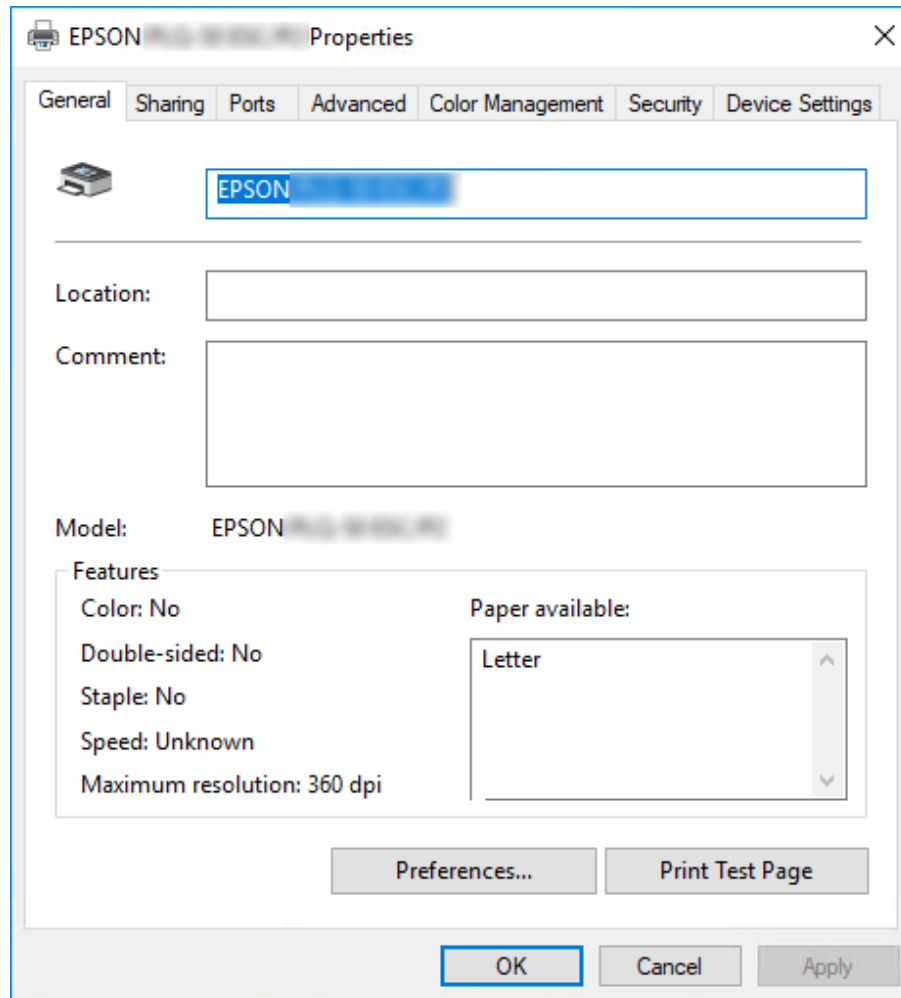 EPSON Properties
General Sharing Ports Advanced Color Management Security Device Settings
EPSON
Location:
Comment:
Model: EPSON
Features
Color: No
Paper available:
Double-sided: No
Letter
Staple: No
Speed: Unknown
Maximum resolution: 360 dpi
Preferences... Print Test Page
OK Cancel Apply